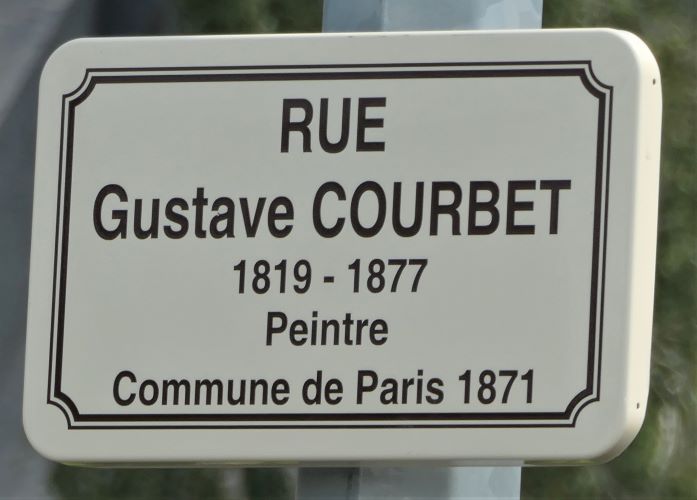 RUE
Gustave COURBET
1819 - 1877
Peintre
Commune de Paris 1871